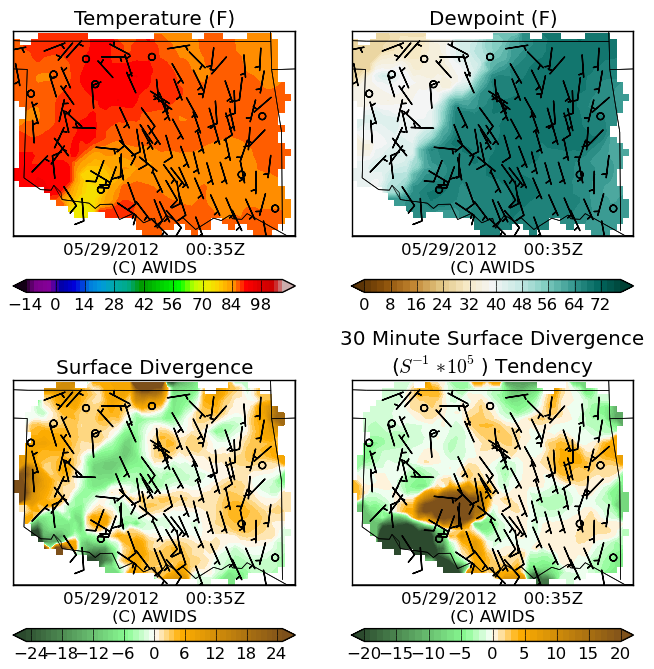 Temperature (F)
Dewpoint (F)
05/29/2012 00:35Z
(C) AWIDS
05/29/2012 00:35Z
(C) AWIDS
−14 0 14 28 42 56 70 84 98
0 8 16 24 32 40 48 56 64 72
Surface Divergence
30 Minute Surface Divergence
(S⁻¹ *10⁵ ) Tendency
05/29/2012 00:35Z
(C) AWIDS
05/29/2012 00:35Z
(C) AWIDS
−24 −18 −12 −6 0 6 12 18 24
−20 −15 −10 −5 0 5 10 15 20